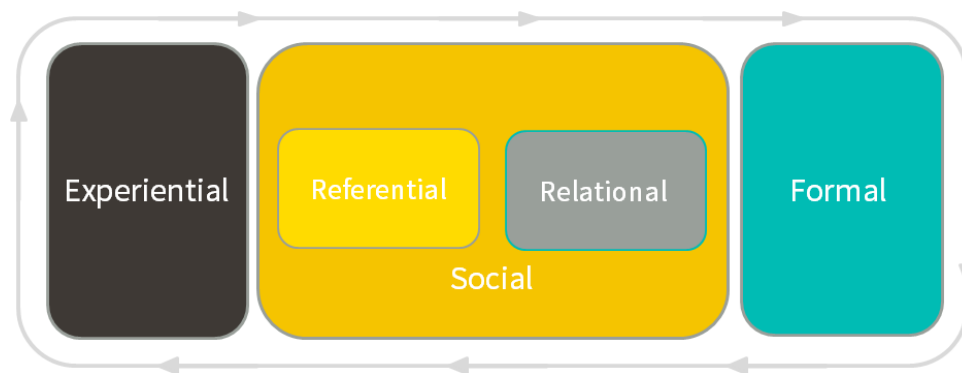 Experiential
Referential
Relational
Social
Formal